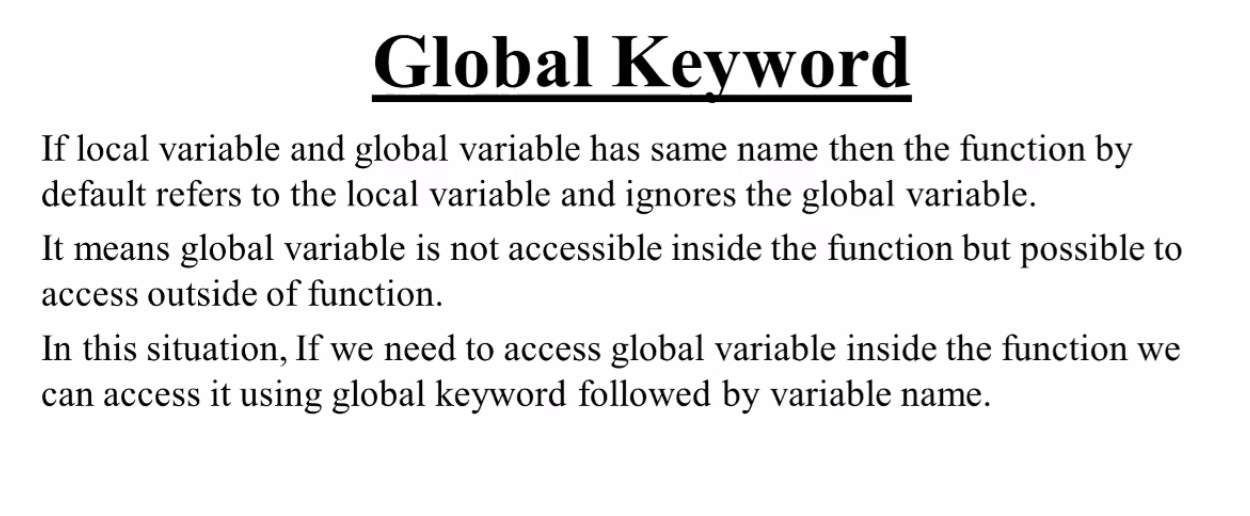 Global Keyword
If local variable and global variable has same name then the function by
default refers to the local variable and ignores the global variable.
It means global variable is not accessible inside the function but possible to
access outside of function.
In this situation, If we need to access global variable inside the function we
can access it using global keyword followed by variable name.